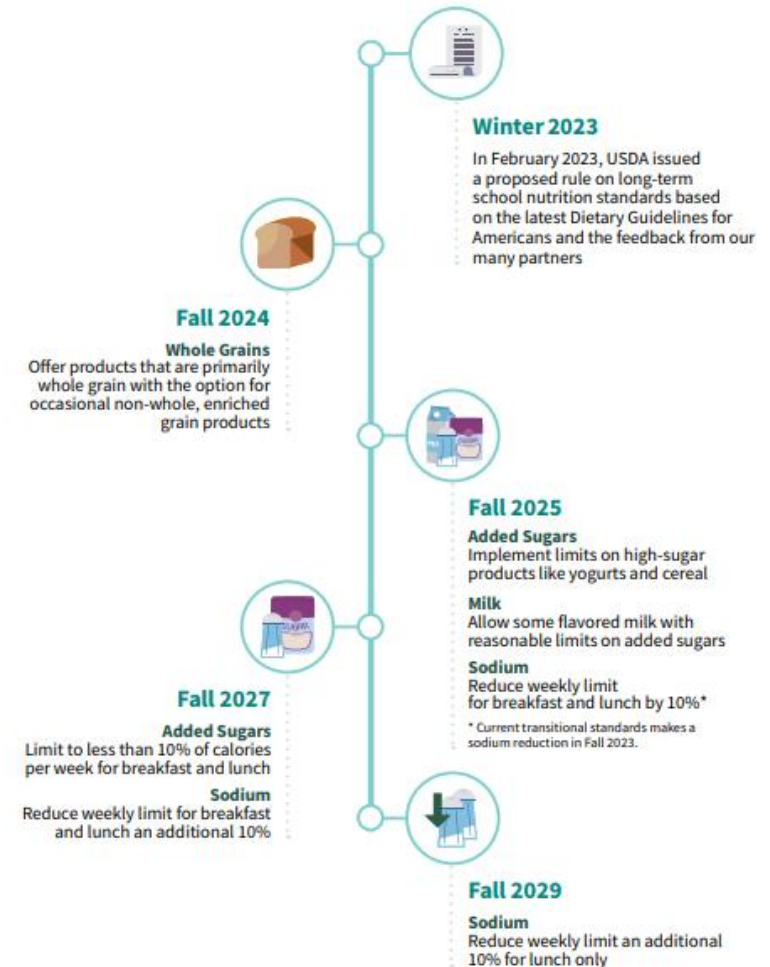 Winter 2023
In February 2023, USDA issued
a proposed rule on long-term
school nutrition standards based
on the latest Dietary Guidelines for
Americans and the feedback from our
many partners
Fall 2024
Whole Grains
Offer products that are primarily
whole grain with the option for
occasional non-whole, enriched
grain products
Fall 2025
Added Sugars
Implement limits on high-sugar
products like yogurts and cereal
Milk
Allow some flavored milk with
reasonable limits on added sugars
Sodium
Reduce weekly limit
for breakfast and lunch by 10%*
* Current transitional standards makes a
sodium reduction in Fall 2023.
Fall 2027
Added Sugars
Limit to less than 10% of calories
per week for breakfast and lunch
Sodium
Reduce weekly limit for breakfast
and lunch an additional 10%
Fall 2029
Sodium
Reduce weekly limit an additional
10% for lunch only